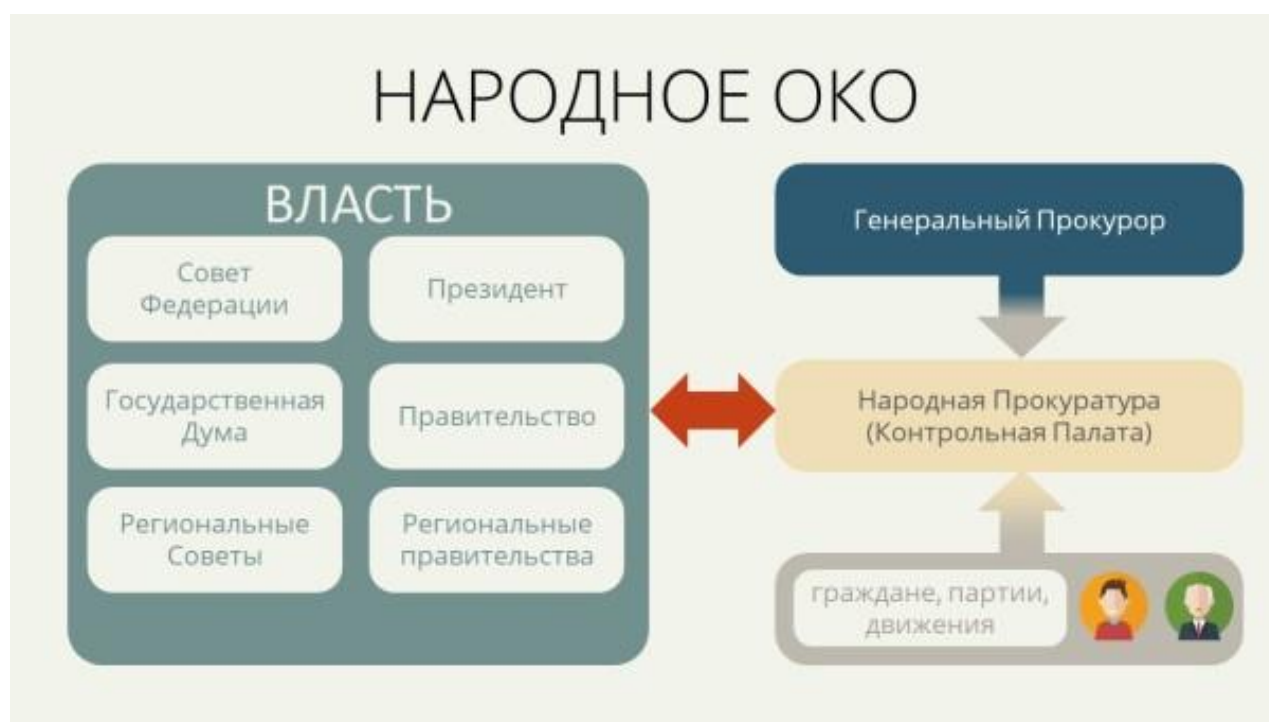 НАРОДНОЕ ОКО
ВЛАСТЬ
Совет
Федерации
Президент
Государственная
Дума
Правительство
Региональные
Советы
Региональные
правительства
Генеральный Прокурор
Народная Прокуратура
(Контрольная Палата)
граждане, партии,
движения